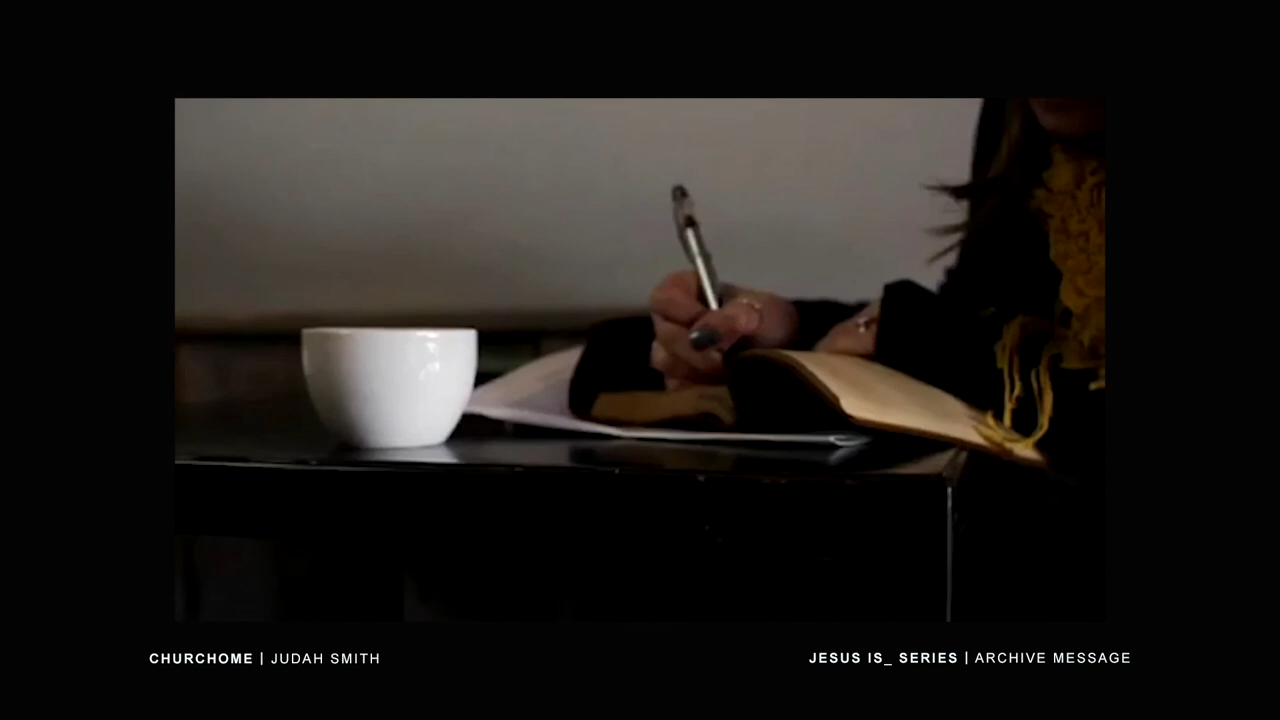 CHURCHOME | JUDAH SMITH
JESUS IS_ SERIES | ARCHIVE MESSAGE